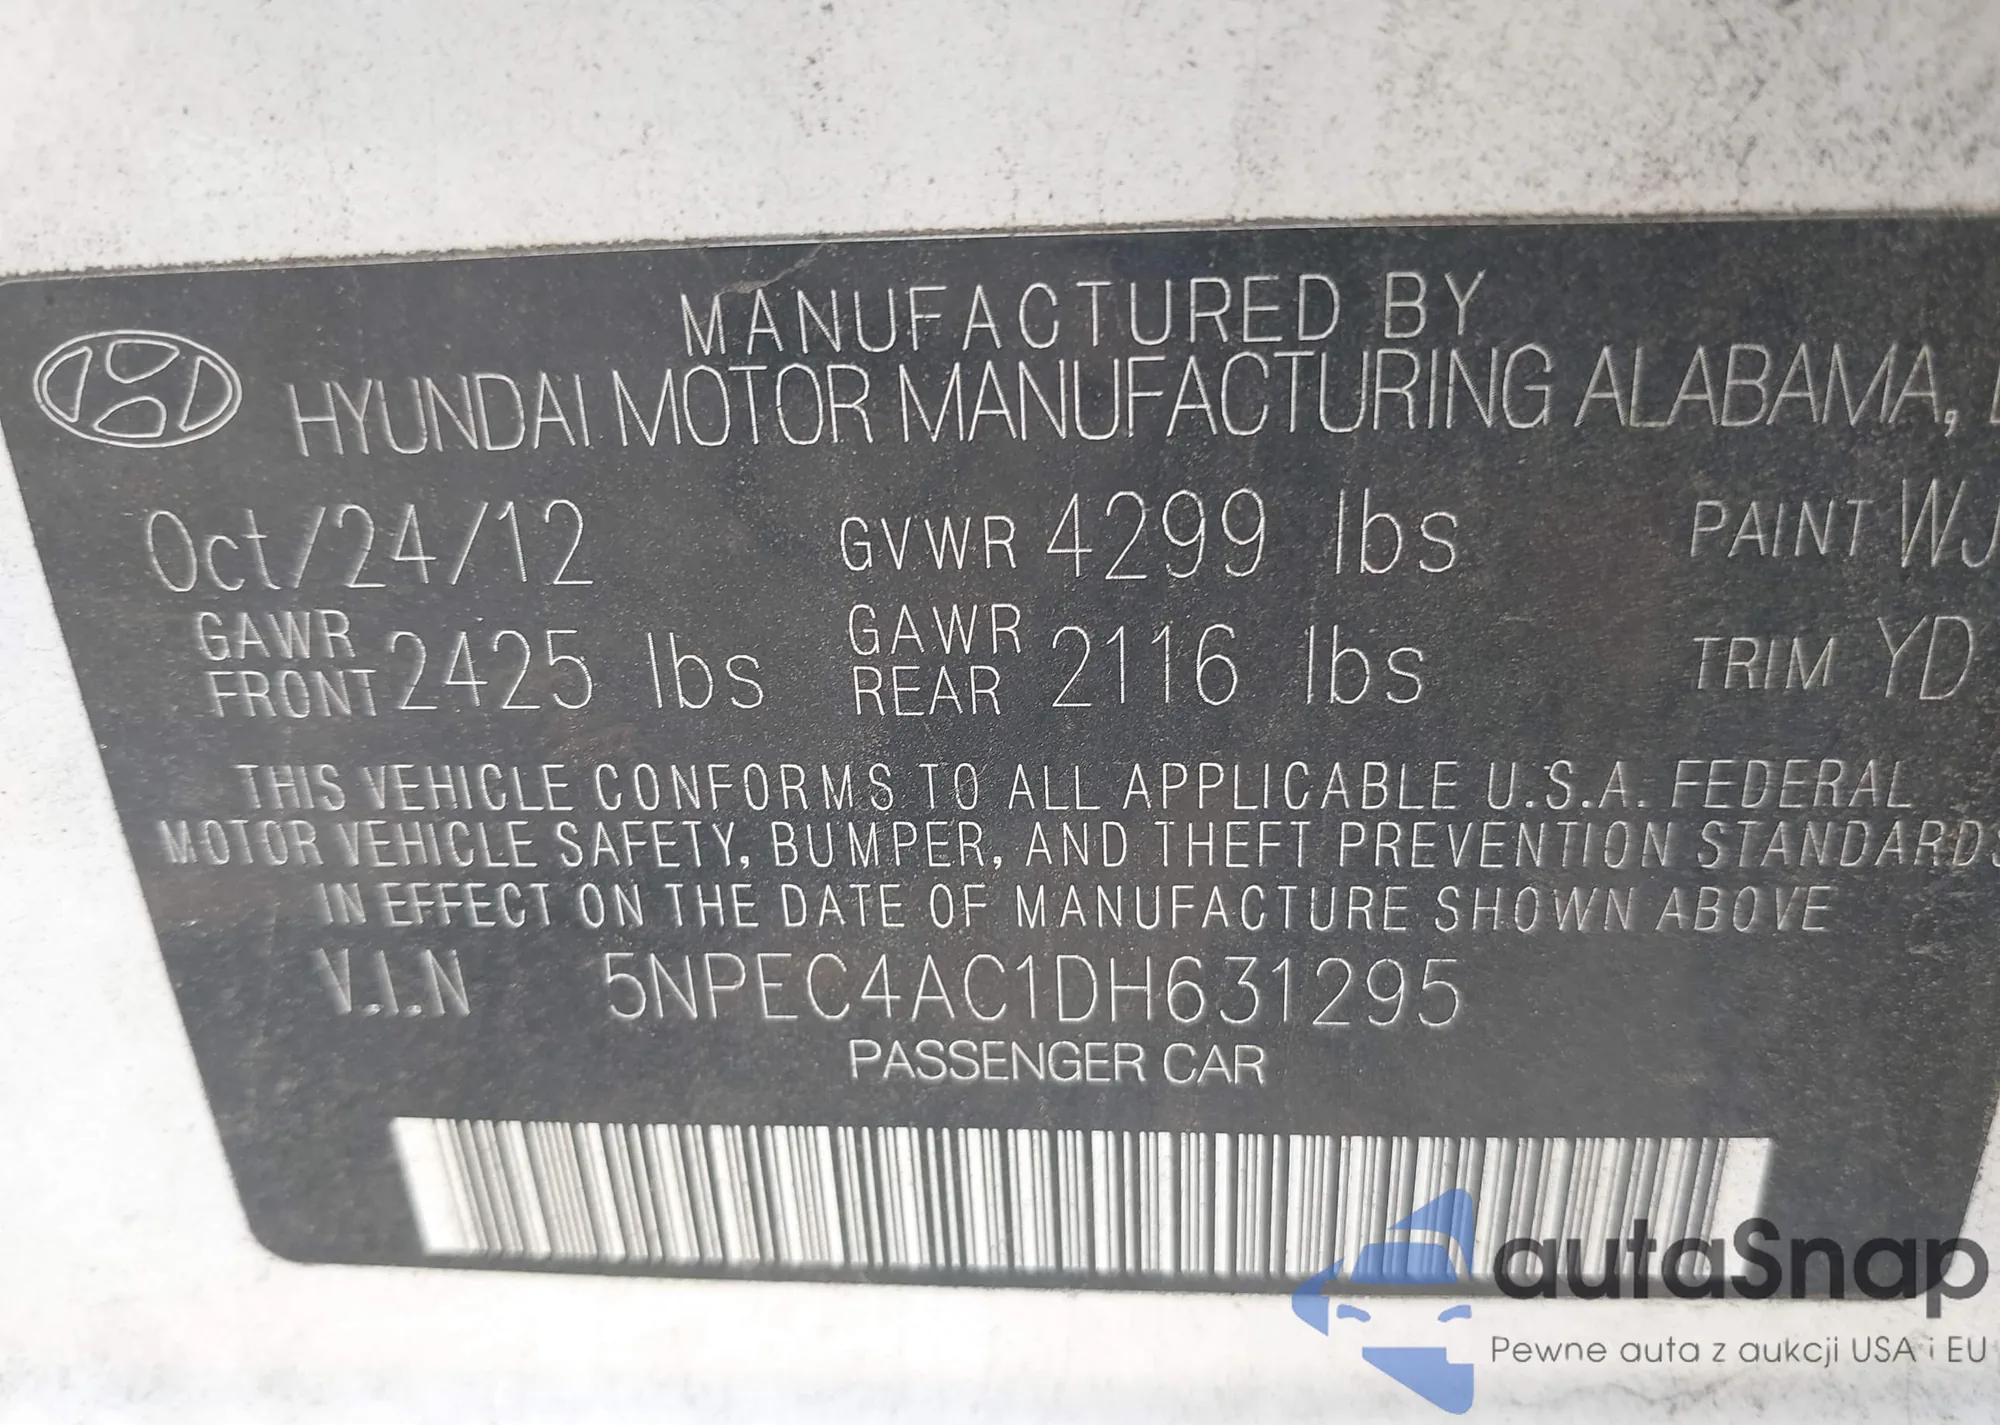 MANUFACTURED BY
HYUNDAI MOTOR MANUFACTURING ALABAMA,
Oct/24/12 GVWR 4299 lbs PAINT WJ
GAWR FRONT 2425 lbs GAWR REAR 2116 lbs TRIM YD
THIS VEHICLE CONFORMS TO ALL APPLICABLE U.S.A. FEDERAL
MOTOR VEHICLE SAFETY, BUMPER, AND THEFT PREVENTION STANDARDS
IN EFFECT ON THE DATE OF MANUFACTURE SHOWN ABOVE
V.I.N 5NPEC4AC1DH631295
PASSENGER CAR
autaSnap
Pewne auta z aukcji USA i EU